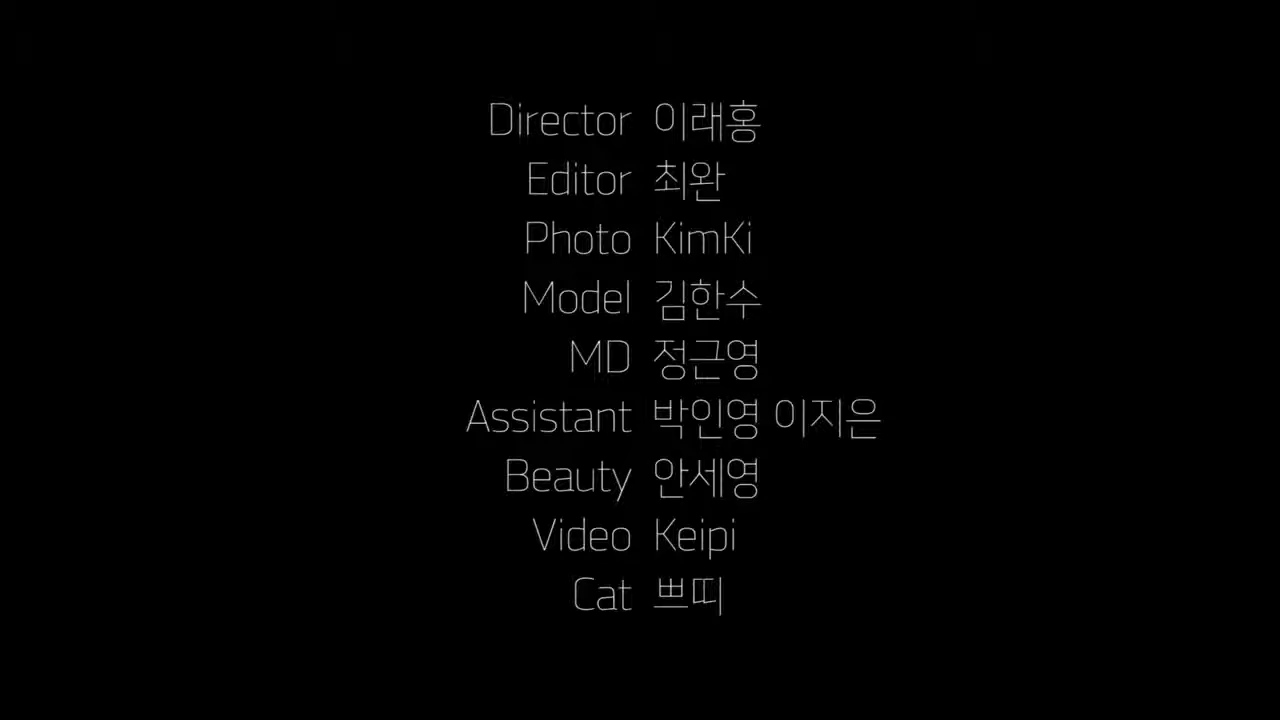 Director 이래홍
Editor 최완
Photo KimKi
Model 김한수
MD 정근영
Assistant 박인영 이지은
Beauty 안세영
Video Keipi
Cat 쁘띠